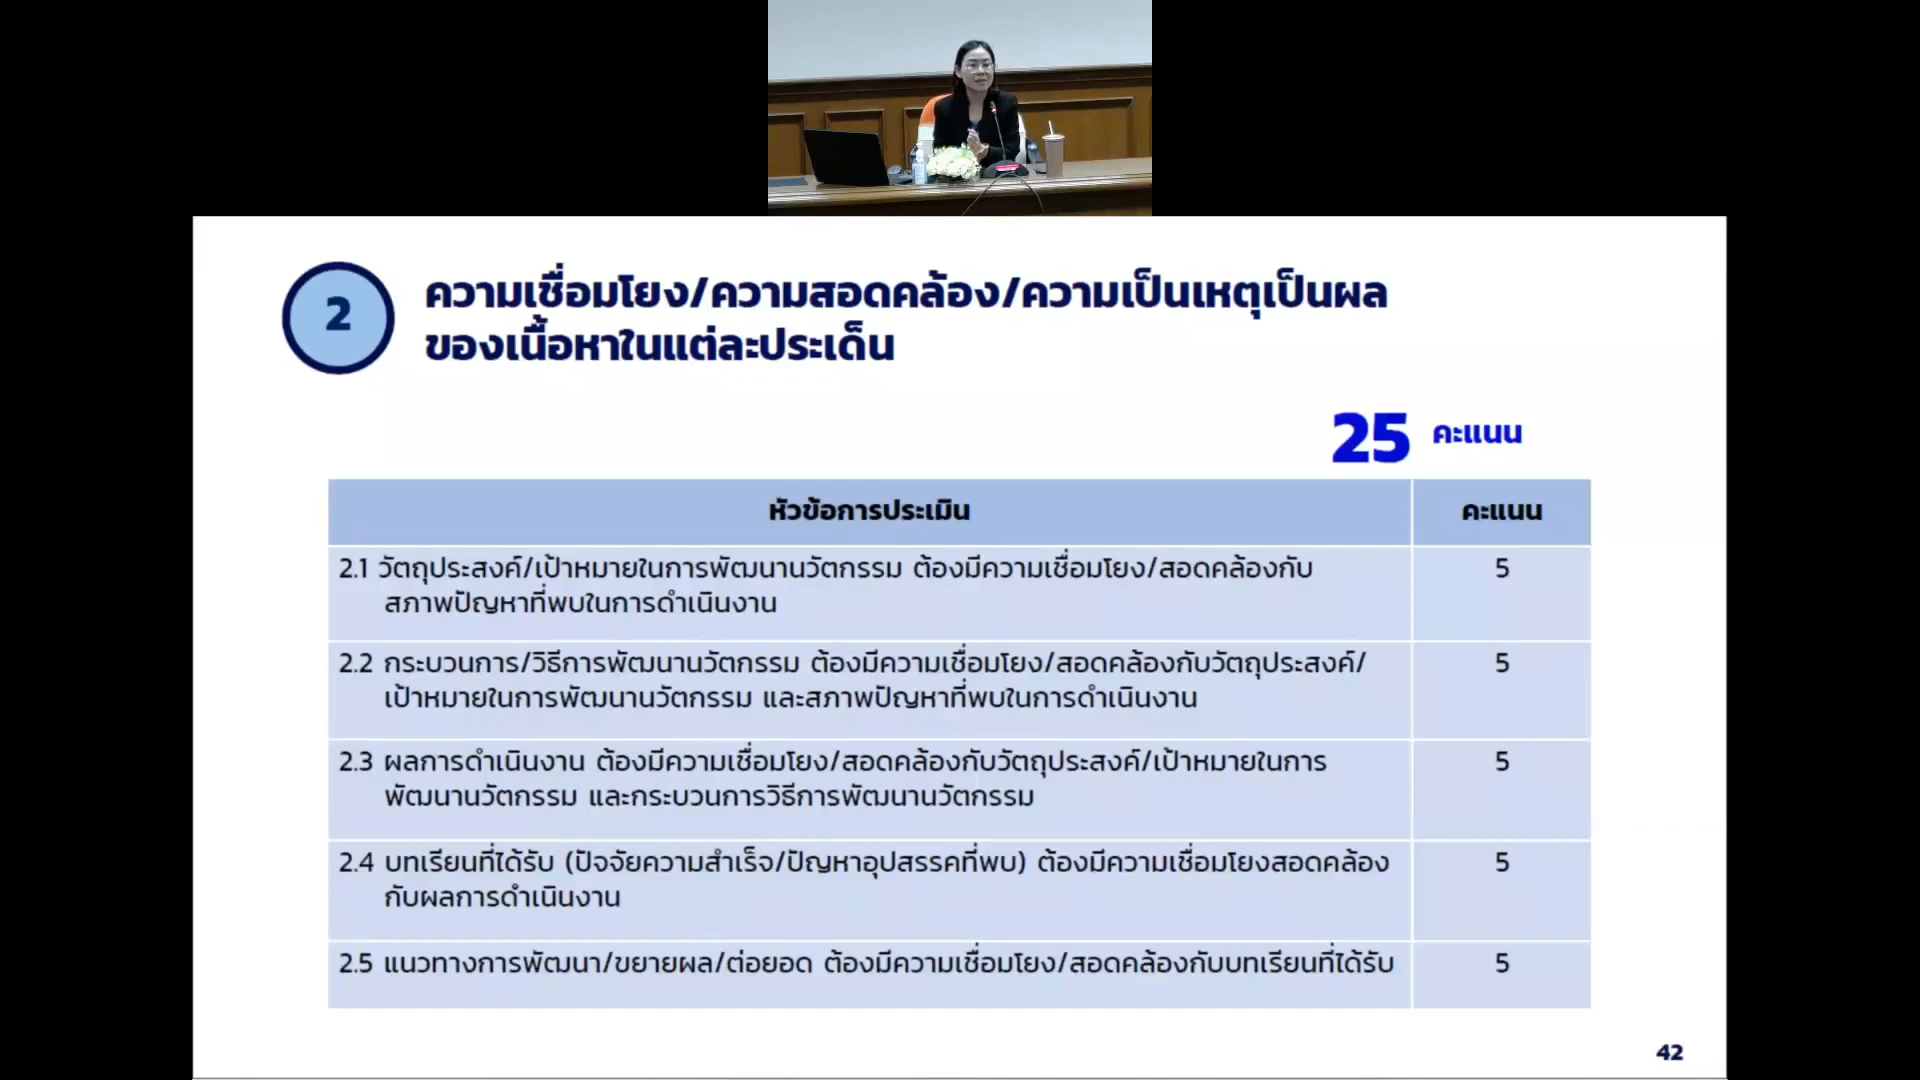 2
ความเชื่อมโยง/ความสอดคล้อง/ความเป็นเหตุเป็นผล
ของเนื้อหาในแต่ละประเด็น
25 คะแนน
หัวข้อการประเมิน คะแนน
2.1 วัตถุประสงค์/เป้าหมายในการพัฒนานวัตกรรม ต้องมีความเชื่อมโยง/สอดคล้องกับ 5
สภาพปัญหาที่พบในการดำเนินงาน
2.2 กระบวนการ/วิธีการพัฒนานวัตกรรม ต้องมีความเชื่อมโยง/สอดคล้องกับวัตถุประสงค์/ 5
เป้าหมายในการพัฒนานวัตกรรม และสภาพปัญหาที่พบในการดำเนินงาน
2.3 ผลการดำเนินงาน ต้องมีความเชื่อมโยง/สอดคล้องกับวัตถุประสงค์/เป้าหมายในการ 5
พัฒนานวัตกรรม และกระบวนการวิธีการพัฒนานวัตกรรม
2.4 บทเรียนที่ได้รับ (ปัจจัยความสำเร็จ/ปัญหาอุปสรรคที่พบ) ต้องมีความเชื่อมโยงสอดคล้อง 5
กับผลการดำเนินงาน
2.5 แนวทางการพัฒนา/ขยายผล/ต่อยอด ต้องมีความเชื่อมโยง/สอดคล้องกับบทเรียนที่ได้รับ 5
42